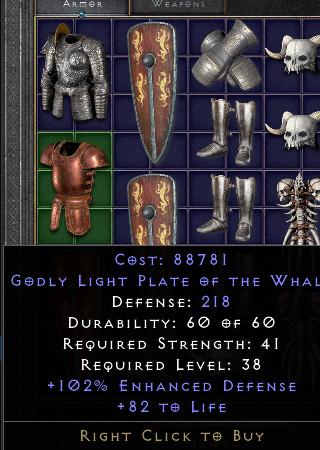 Armor
Weapons
Cost: 88781
Godly Light Plate of the Whal
Defense: 218
Durability: 60 of 60
Required Strength: 41
Required Level: 38
+102% Enhanced Defense
+82 to Life
Right Click to Buy